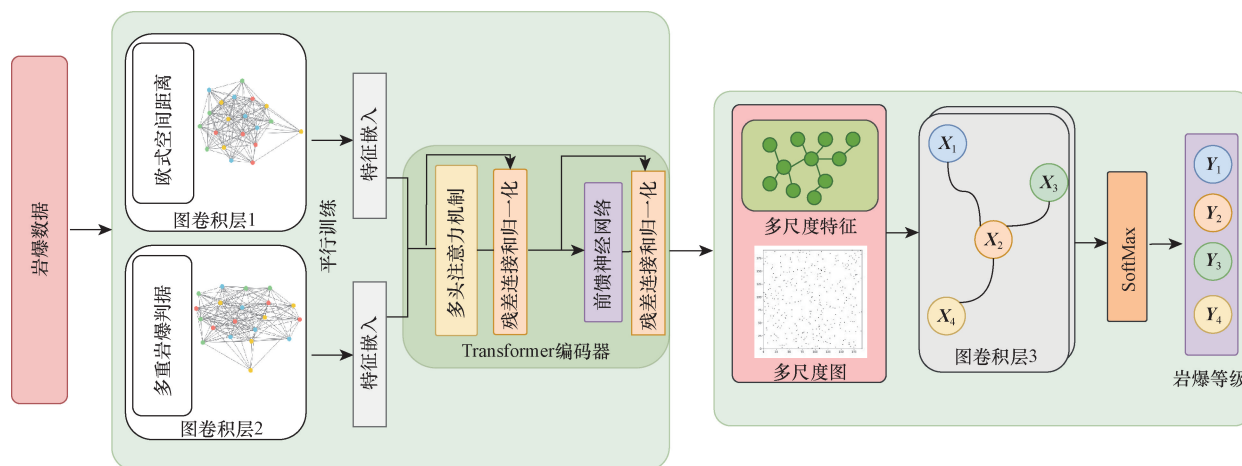 岩爆数据
欧式空间距离
图卷积层1
多重岩爆判据
图卷积层2
平行训练
特征嵌入
特征嵌入
多头注意力机制
残差连接和归一化
前馈神经网络
残差连接和归一化
Transformer编码器
多尺度特征
多尺度图
X1
X2
X3
X4
图卷积层3
SoftMax
Y1
Y2
Y3
Y4
岩爆等级